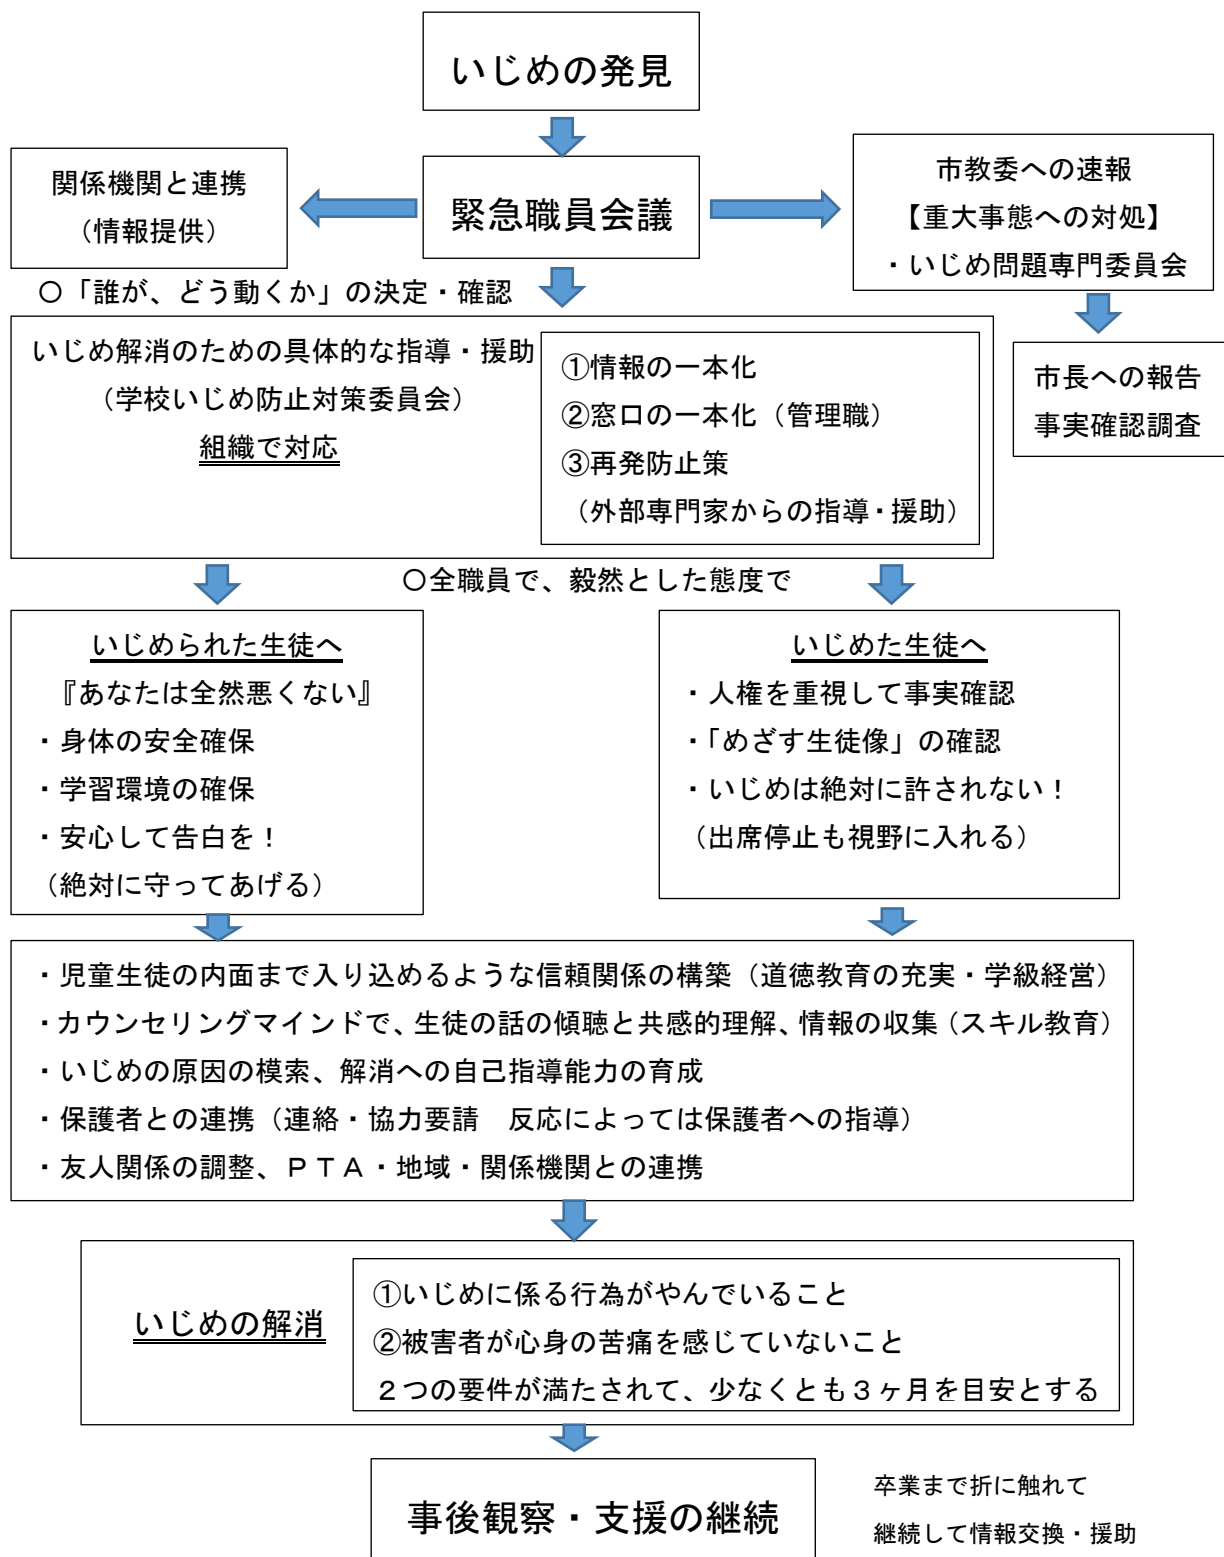 いじめの発見
関係機関と連携
（情報提供）
緊急職員会議
市教委への速報
【重大事態への対処】
・いじめ問題専門委員会
〇「誰が、どう動くか」の決定・確認
いじめ解消のための具体的な指導・援助
（学校いじめ防止対策委員会）
組織で対応
①情報の一本化
②窓口の一本化（管理職）
③再発防止策
（外部専門家からの指導・援助）
市長への報告
事実確認調査
〇全職員で、毅然とした態度で
いじめられた生徒へ
『あなたは全然悪くない』
・身体の安全確保
・学習環境の確保
・安心して告白を！
（絶対に守ってあげる）
いじめた生徒へ
・人権を重視して事実確認
・「めざす生徒像」の確認
・いじめは絶対に許されない！
（出席停止も視野に入れる）
・児童生徒の内面まで入り込めるような信頼関係の構築（道徳教育の充実・学級経営）
・カウンセリングマインドで、生徒の話の傾聴と共感的理解、情報の収集（スキル教育）
・いじめの原因の模索、解消への自己指導能力の育成
・保護者との連携（連絡・協力要請　反応によっては保護者への指導）
・友人関係の調整、ＰＴＡ・地域・関係機関との連携
いじめの解消
①いじめに係る行為がやんでいること
②被害者が心身の苦痛を感じていないこと
２つの要件が満たされて、少なくとも３ヶ月を目安とする
事後観察・支援の継続
卒業まで折に触れて
継続して情報交換・援助